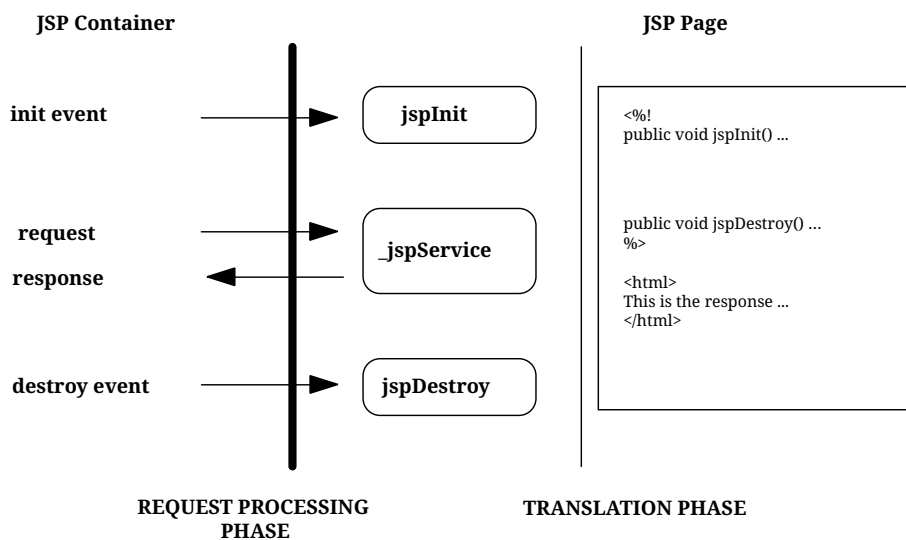 JSP Container
JSP Page
init event
jspInit
<%!
public void jspInit() ...
request
_jspService
response
public void jspDestroy() ...
%>
<html>
This is the response ...
</html>
destroy event
jspDestroy
REQUEST PROCESSING
PHASE
TRANSLATION PHASE